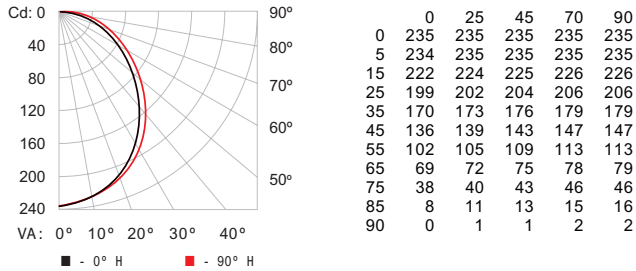 Cd: 0
40
80
120
160
200
240
90º
80º
70º
60º
50º
VA: 0º 10º 20º 30º 40º
- 0º H - 90º H
0 25 45 70 90
0 235 235 235 235 235
5 234 235 235 235 235
15 222 224 225 226 226
25 199 202 204 206 206
35 170 173 176 179 179
45 136 139 143 147 147
55 102 105 109 113 113
65 69 72 75 78 79
75 38 40 43 46 46
85 8 11 13 15 16
90 0 1 1 2 2